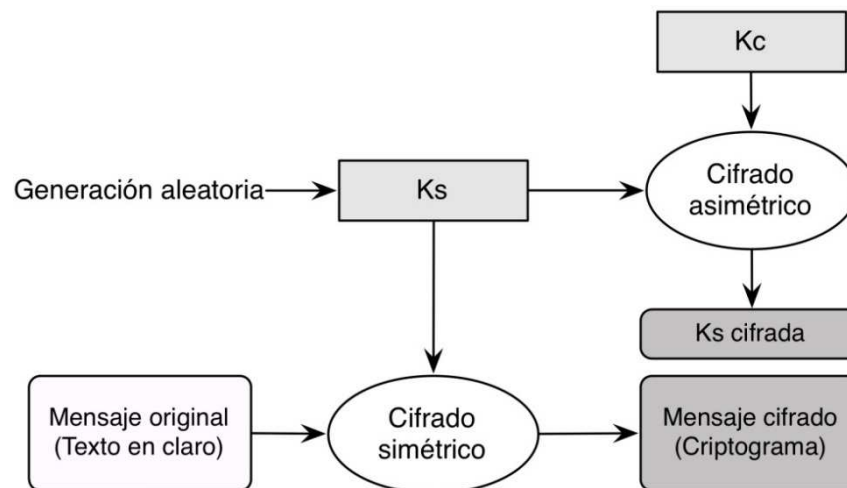 Kc
Generación aleatoria
Ks
Cifrado
asimétrico
Ks cifrada
Mensaje original
(Texto en claro)
Cifrado
simétrico
Mensaje cifrado
(Criptograma)